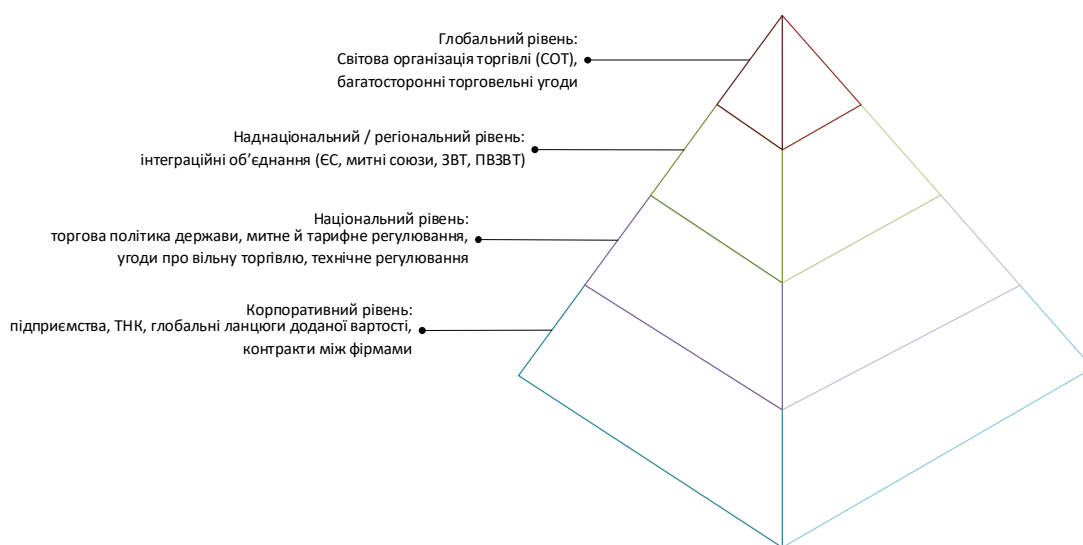 Глобальний рівень:
Світова організація торгівлі (СОТ),
багатосторонні торговельні угоди
Наднаціональний / регіональний рівень:
інтеграційні об’єднання (ЄС, митні союзи, ЗВТ, ПВЗВТ)
Національний рівень:
торгова політика держави, митне й тарифне регулювання,
угоди про вільну торгівлю, технічне регулювання
Корпоративний рівень:
підприємства, ТНК, глобальні ланцюги доданої вартості,
контракти між фірмами